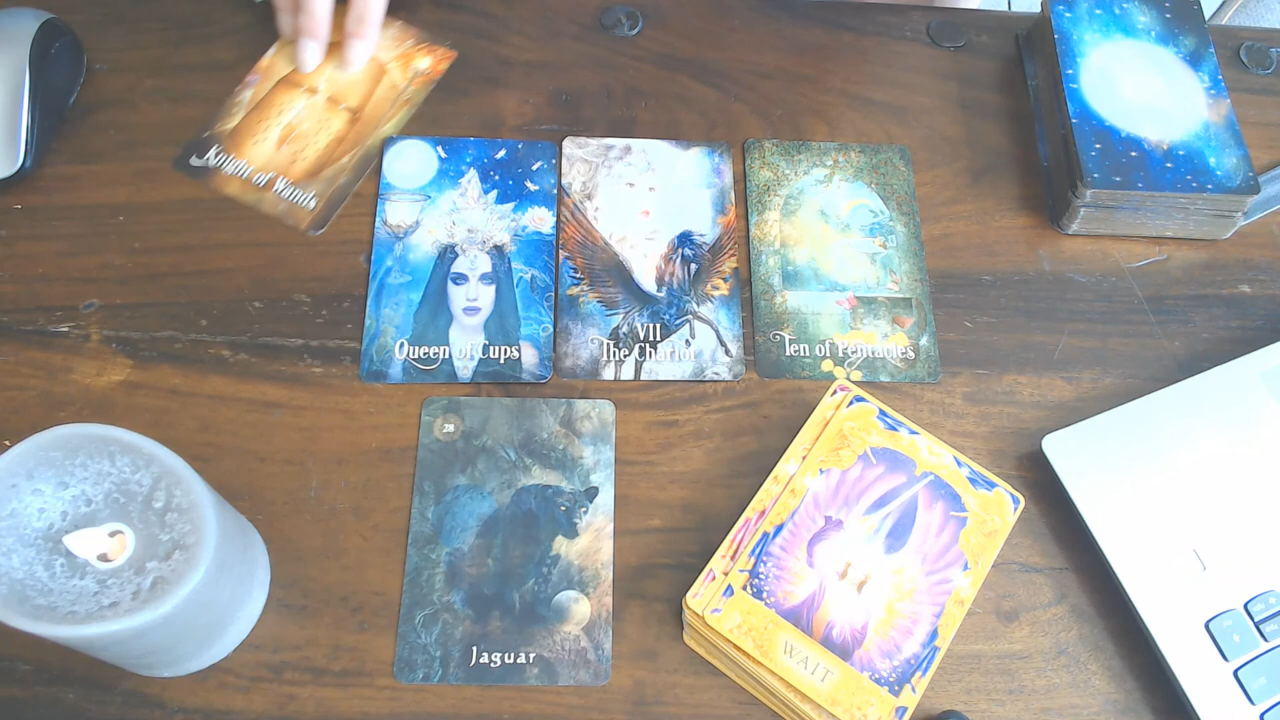 Knight of Wands
Queen of Cups
VII
The Chariot
Ten of Pentacles
28
Jaguar
WAIT